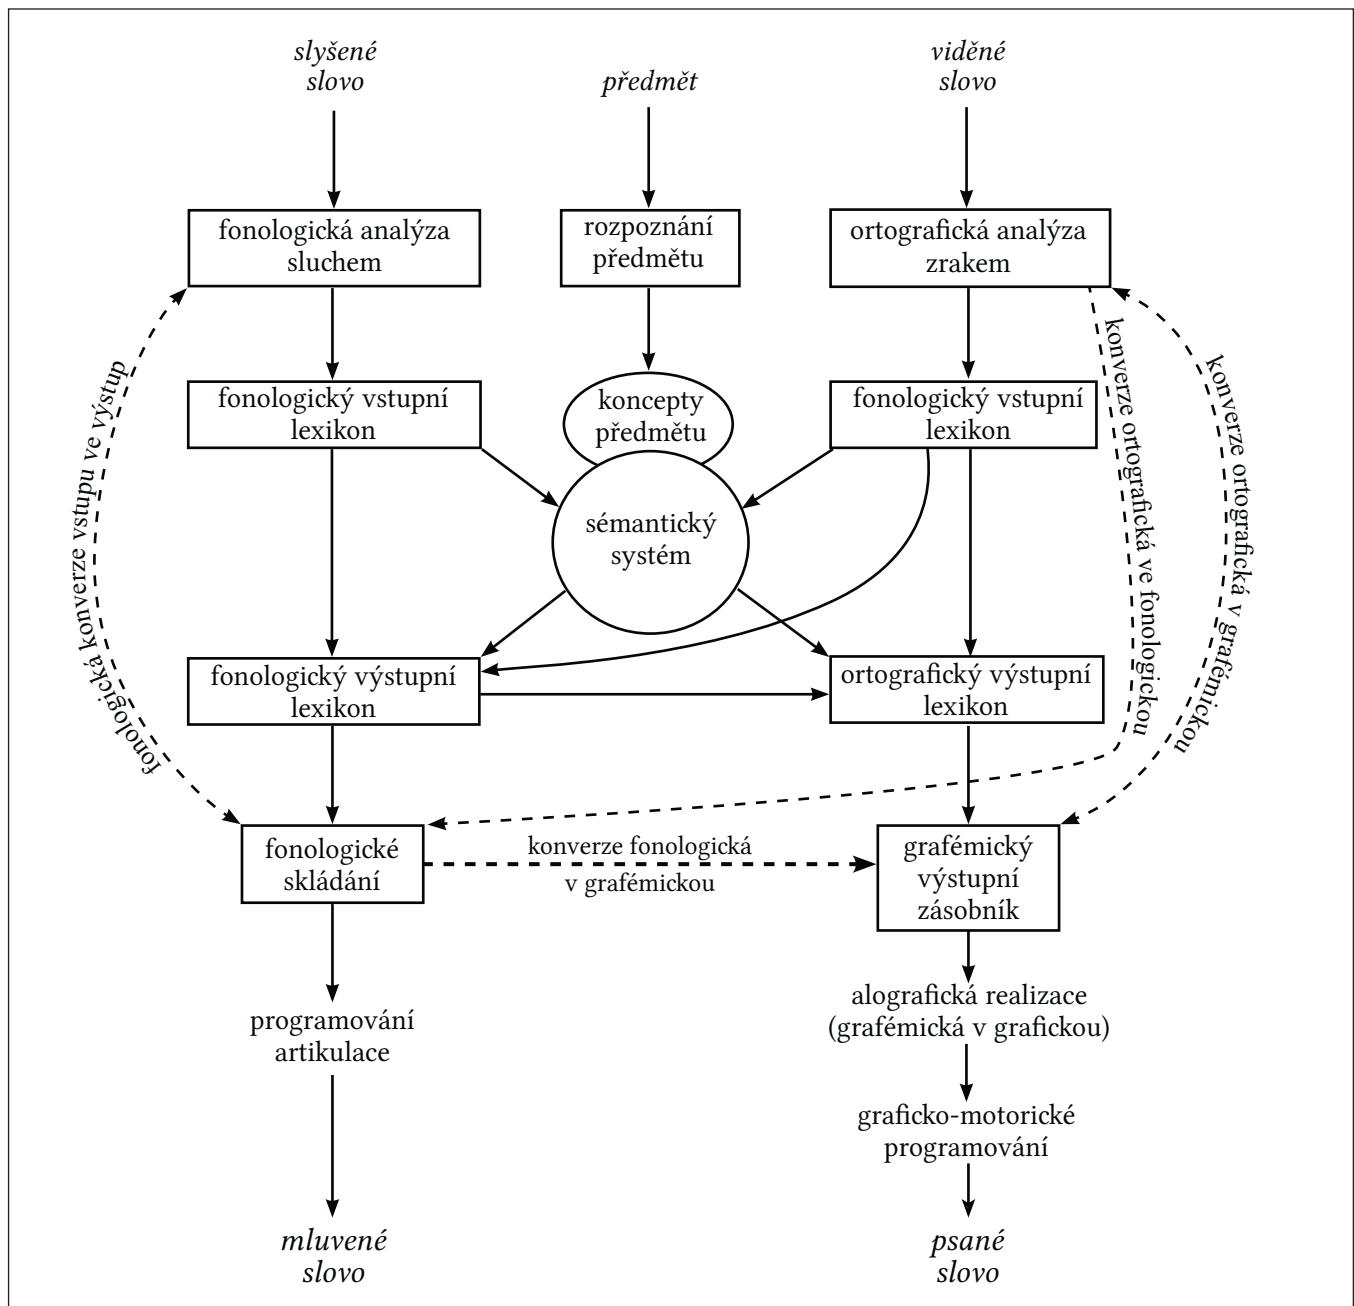 slyšené
slovo
předmět
viděné
slovo
fonologická analýza
sluchem
rozpoznání
předmětu
ortografická analýza
zrakem
fonologický vstupní
lexikon
koncepty
předmětu
fonologický vstupní
lexikon
sémantický
systém
fonologická konverze vstupu ve výstup
konverze ortografická ve fonologickou
konverze ortografická v grafémickou
fonologický výstupní
lexikon
ortografický výstupní
lexikon
fonologické
skládání
konverze fonologická
v grafémickou
grafémický
výstupní
zásobník
programování
artikulace
alografická realizace
(grafémická v grafickou)
graficko-motorické
programování
mluvené
slovo
psané
slovo